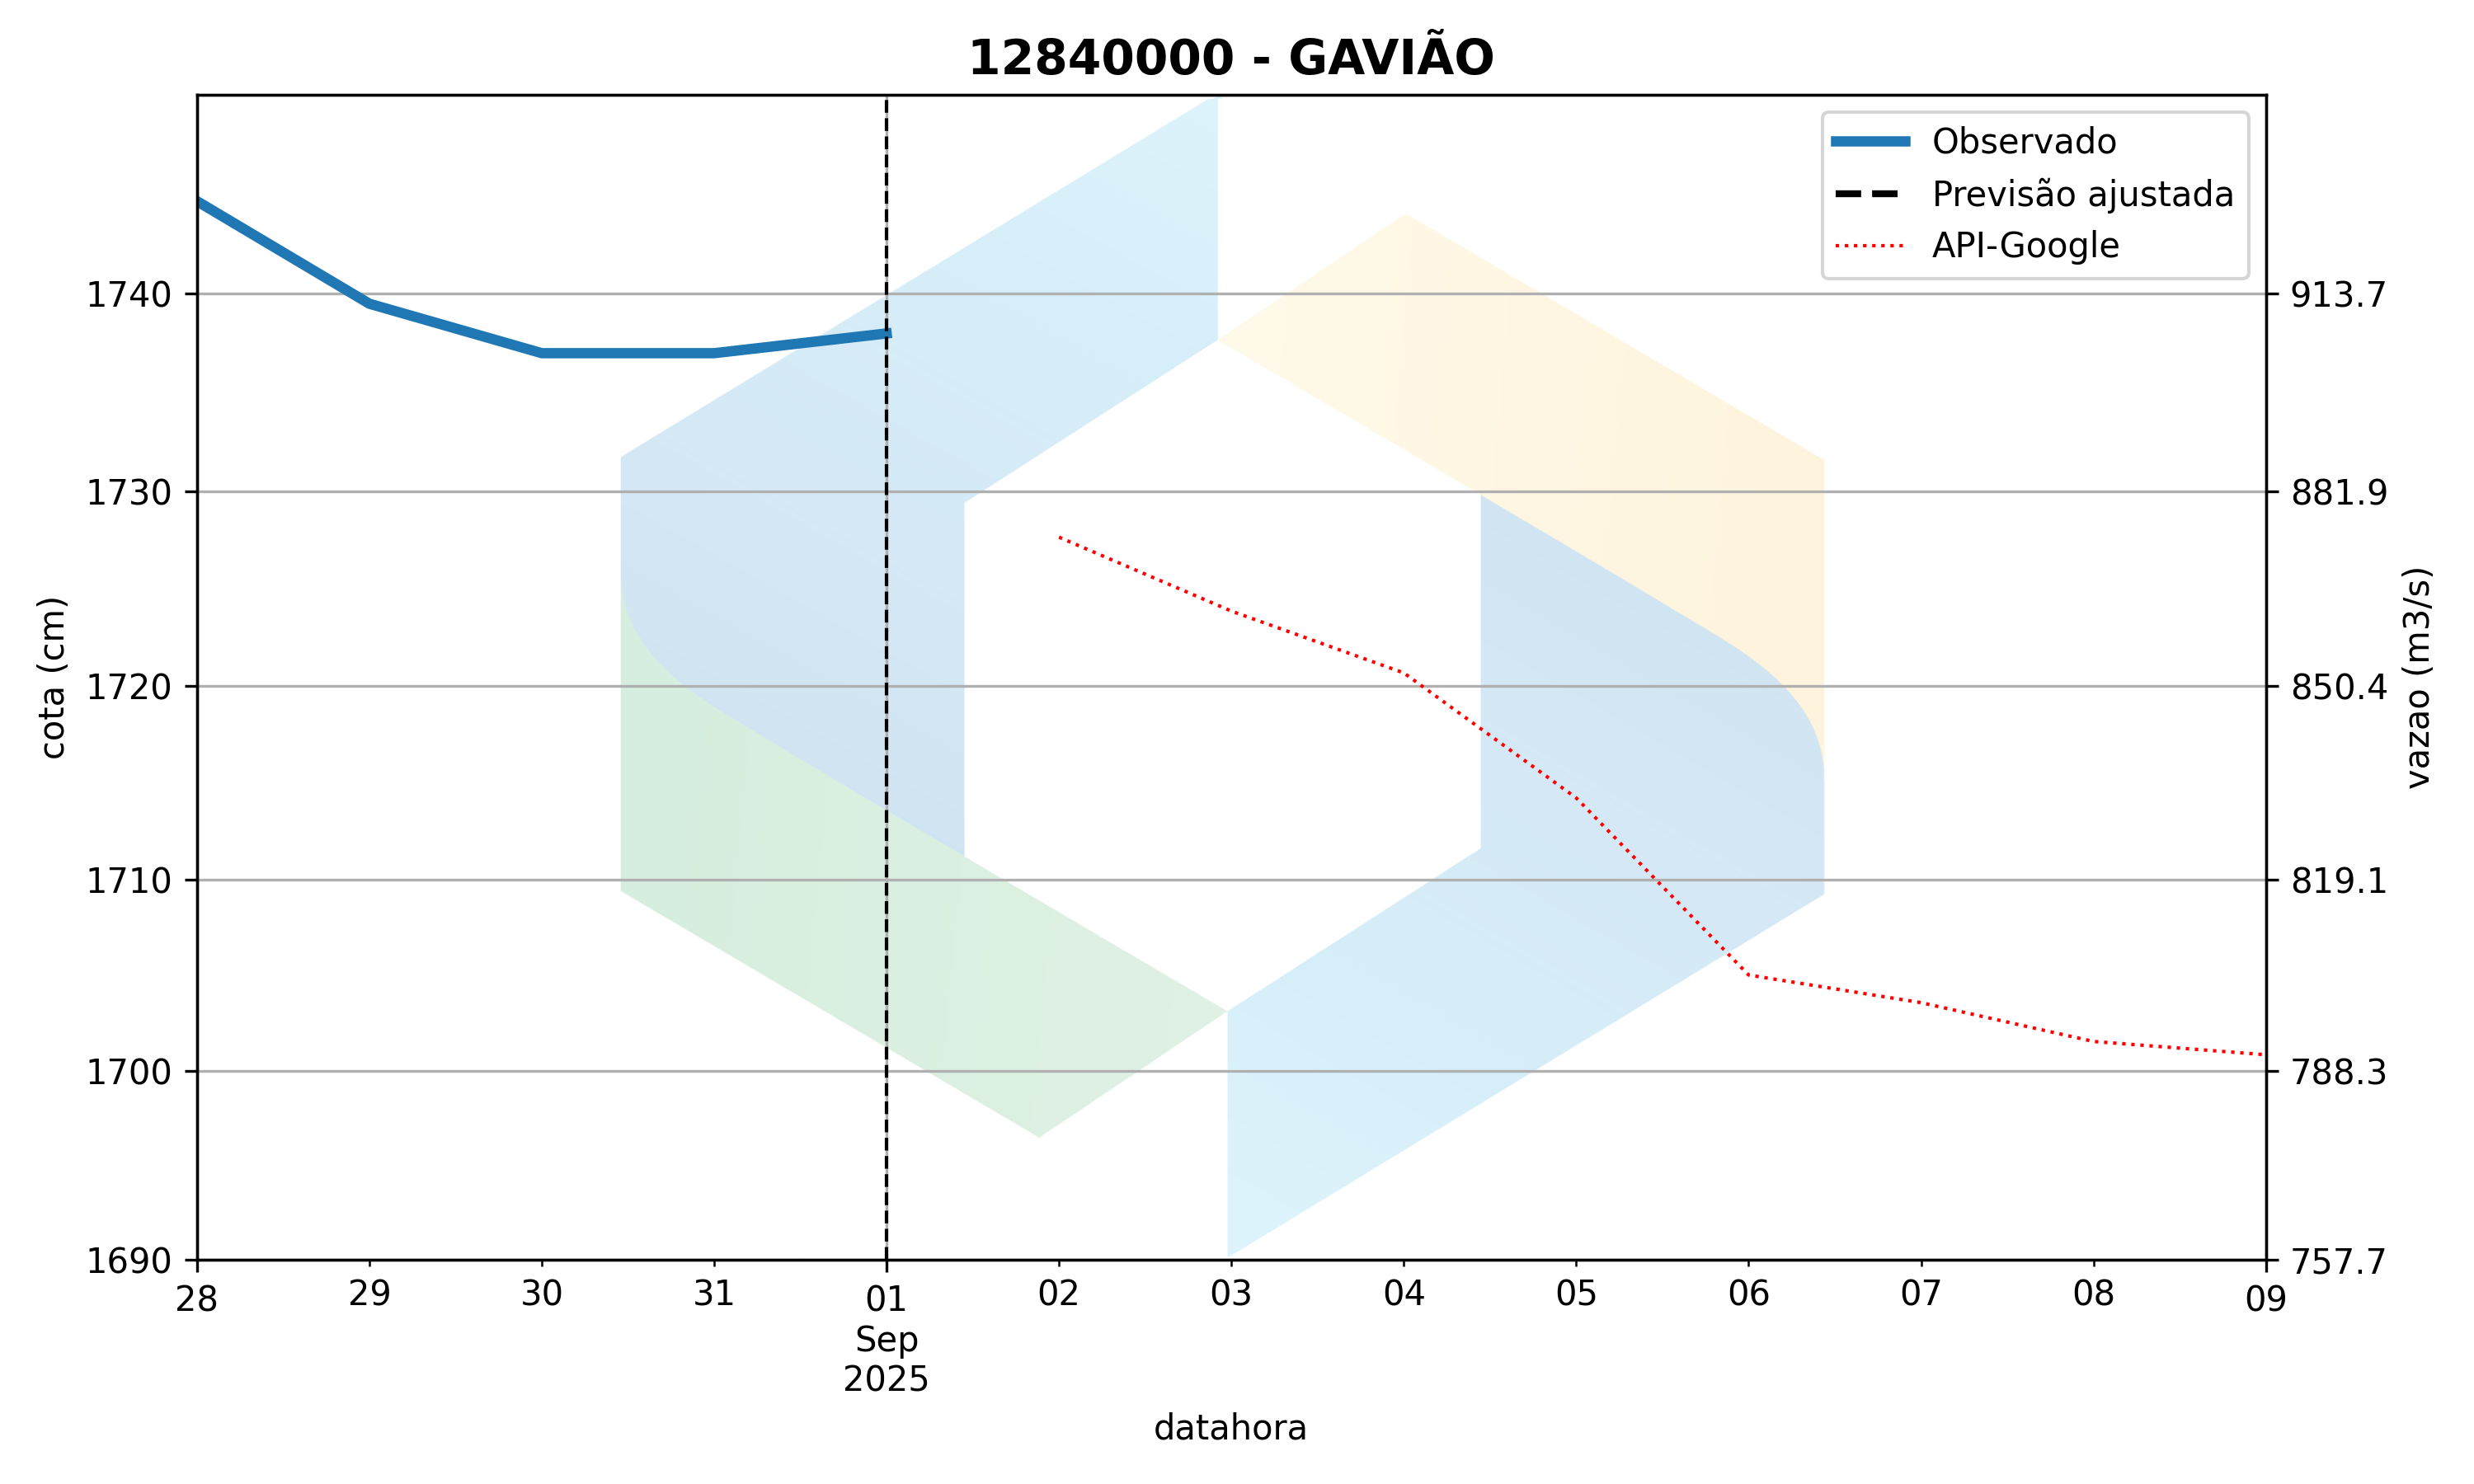 12840000 - GAVIÃO
Observado
Previsão ajustada
API-Google
1740
1730
1720
1710
1700
1690
cota (cm)
913.7
881.9
850.4
819.1
788.3
757.7
vazao (m3/s)
28 29 30 31 01 02 03 04 05 06 07 08 09
Sep
2025
datahora